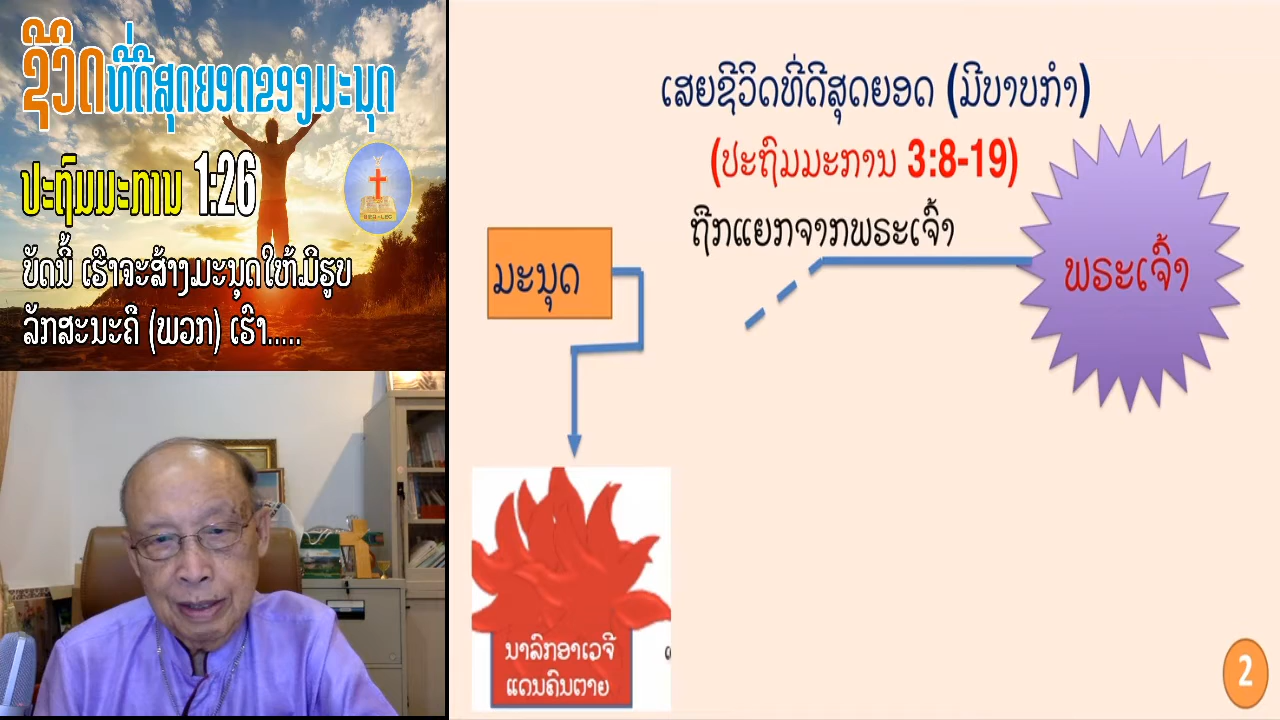 ຊີວິດທີ່ດີສຸດຍອດຂອງມະນຸດ
ປະຖົມມະການ 1:26
ບັດນີ້ ເຮົາຈະສ້າງມະນຸດໃຫ້ມີຮູບ
ລັກສະນະຄື (ພວກ) ເຮົາ.....
ເສຍຊີວິດທີ່ດີສຸດຍອດ (ມີບາບກຳ)
(ປະຖົມມະການ 3:8-19)
ຖືກແຍກຈາກພຣະເຈົ້າ
ມະນຸດ
ພຣະເຈົ້າ
ນາລົກອາເວຈີ
ແດນຄົນຕາຍ
2